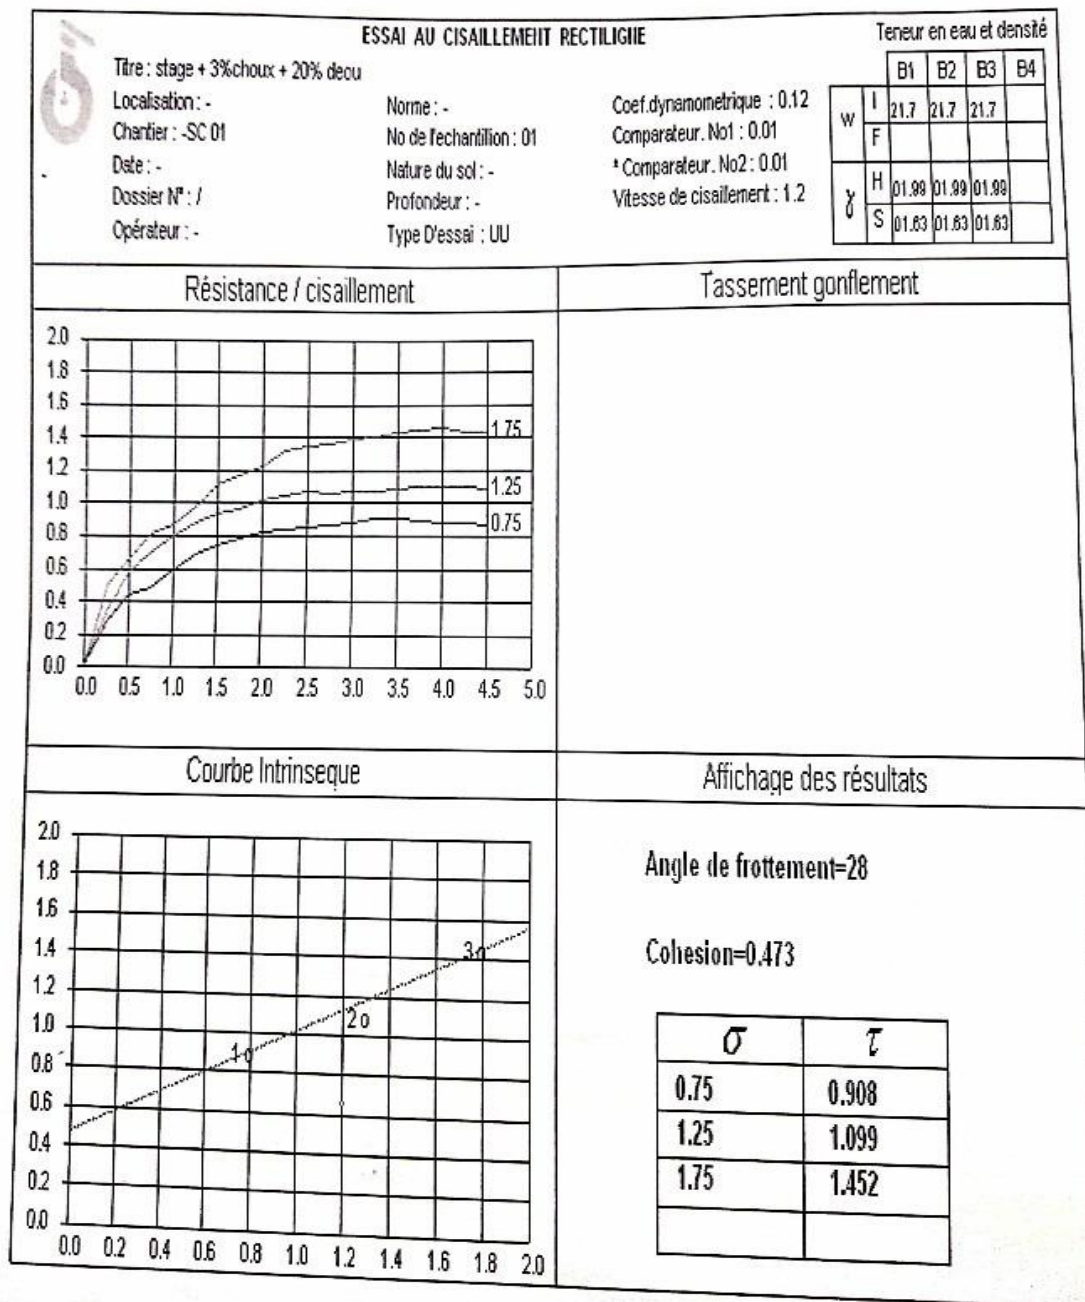 ESSAI AU CISAILLEMENT RECTILIGNE
Teneur en eau et densité
Titre : stage + 3%choux + 20% deou
Localisation : -
Chantier : -SC 01
Date : -
Dossier N° : /
Opérateur : -
Norme : -
No de l'echantillion : 01
Nature du sol : -
Profondeur : -
Type D'essai : UU
Coef.dynamometrique : 0.12
Comparateur. No1 : 0.01
* Comparateur. No2 : 0.01
Vitesse de cisaillement : 1.2
B1 B2 B3 B4
W I 21.7 21.7 21.7
F
γ H 01.99 01.99 01.99
S 01.63 01.63 01.63
Résistance / cisaillement
2.0
1.8
1.6
1.4
1.2
1.0
0.8
0.6
0.4
0.2
0.0
1.75
1.25
0.75
0.0 0.5 1.0 1.5 2.0 2.5 3.0 3.5 4.0 4.5 5.0
Tassement gonflement
Courbe Intrinseque
2.0
1.8
1.6
1.4
1.2
1.0
0.8
0.6
0.4
0.2
0.0
1
2
3
0.0 0.2 0.4 0.6 0.8 1.0 1.2 1.4 1.6 1.8 2.0
Affichage des résultats
Angle de frottement=28
Cohesion=0.473
σ τ
0.75 0.908
1.25 1.099
1.75 1.452